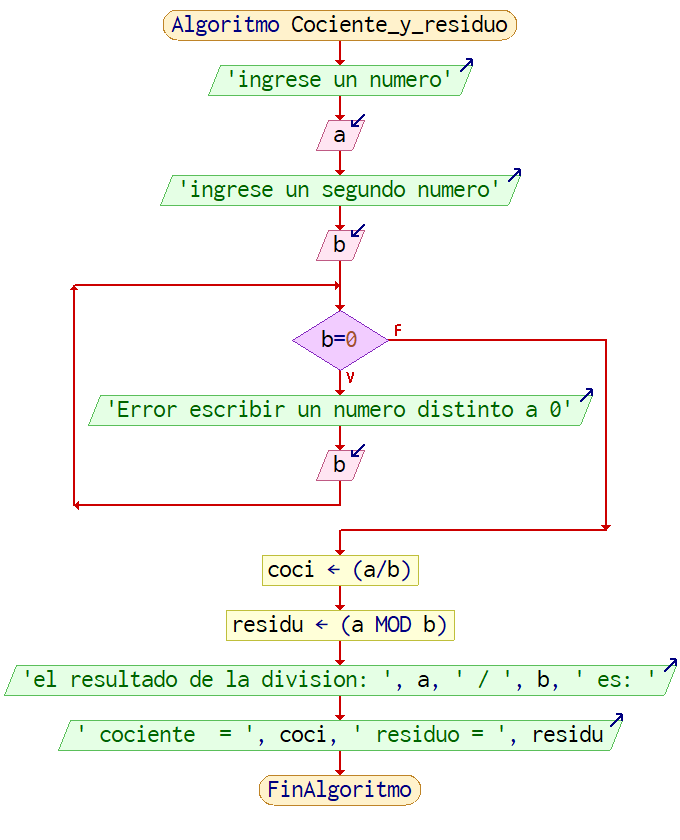 Algoritmo Cociente_y_residuo
'ingrese un numero'
a
'ingrese un segundo numero'
b
b=0
F
V
'Error escribir un numero distinto a 0'
b
coci ← (a/b)
residu ← (a MOD b)
'el resultado de la division: ', a, ' / ', b, ' es: '
' cociente  = ', coci, ' residuo = ', residu
FinAlgoritmo